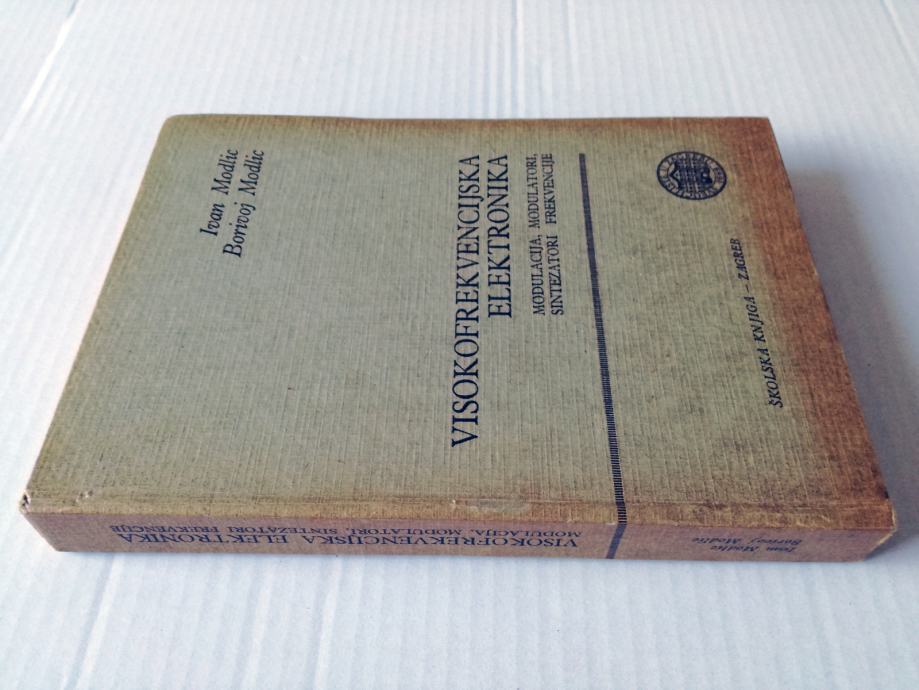 Ivan Modlic
Borivoj Modlic
VISOKOFREKVENCIJSKA
ELEKTRONIKA
MODULACIJA, MODULATORI,
SINTEZATORI FREKVENCIJE
ŠKOLSKA KNJIGA – ZAGREB
Ivan Modlic
Borivoj Modlic
VISOKOFREKVENCIJSKA ELEKTRONIKA
MODULACIJA, MODULATORI, SINTEZATORI FREKVENCIJE